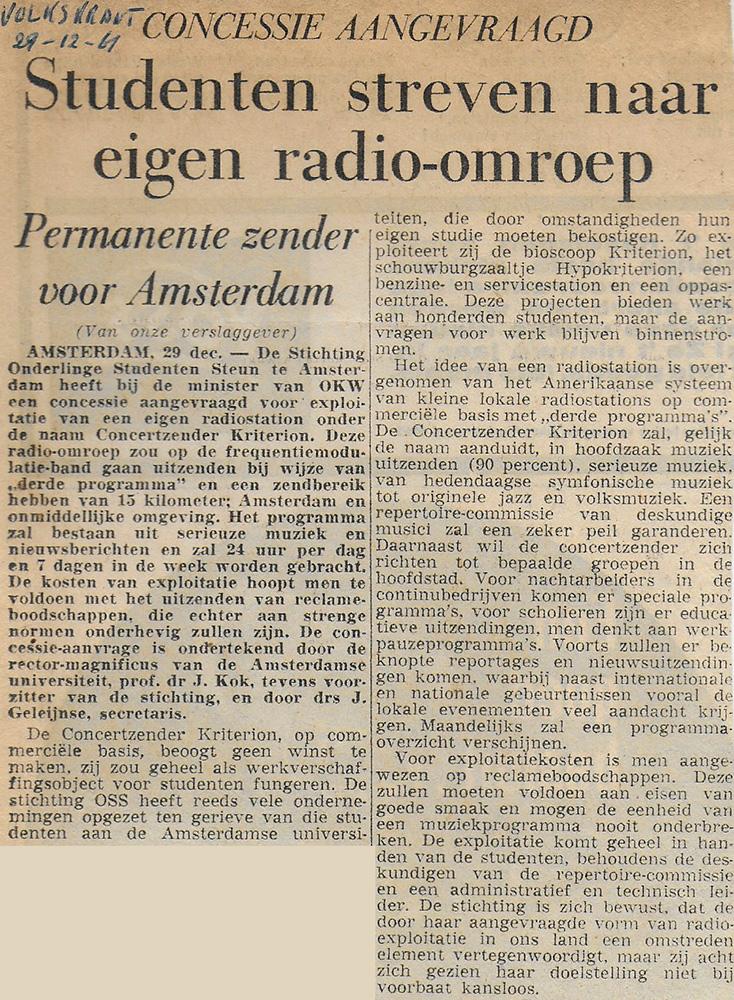 VOLKSKRANT
29-12-61
CONCESSIE AANGEVRAAGD
Studenten streven naar
eigen radio-omroep
Permanente zender
voor Amsterdam
(Van onze verslaggever)
AMSTERDAM, 29 dec. — De Stichting
Onderlinge Studenten Steun te Amster-
dam heeft bij de minister van OKW
een concessie aangevraagd voor exploi-
tatie van een eigen radiostation onder
de naam Concertzender Kriterion. Deze
radio-omroep zou op de frequentiemodu-
latie-band gaan uitzenden bij wijze van
„derde programma” en een zendbereik
hebben van 15 kilometer; Amsterdam en
onmiddellijke omgeving. Het programma
zal bestaan uit serieuze muziek en
nieuwsberichten en zal 24 uur per dag
en 7 dagen in de week worden gebracht.
De kosten van exploitatie hoopt men te
voldoen met het uitzenden van reclame-
boodschappen, die echter aan strenge
normen onderhevig zullen zijn. De con-
cessie-aanvrage is ondertekend door de
rector-magnificus van de Amsterdamse
universiteit, prof. dr J. Kok, tevens voor-
zitter van de stichting, en door drs J.
Geleijnse, secretaris.
De Concertzender Kriterion, op com-
merciële basis, beoogt geen winst te
maken, zij zou geheel als werkverschaf-
fingsobject voor studenten fungeren. De
stichting OSS heeft reeds vele onderne-
mingen opgezet ten gerieve van die stu-
denten aan de Amsterdamse universi-
teiten, die door omstandigheden hun
eigen studie moeten bekostigen. Zo ex-
ploiteert zij de bioscoop Kriterion, het
schouwburgzaaltje Hypokriterion, een
benzine- en servicestation en een oppas-
centrale. Deze projecten bieden werk
aan honderden studenten, maar de aan-
vragen voor werk blijven binnenstro-
men.
Het idee van een radiostation is over-
genomen van het Amerikaanse systeem
van kleine lokale radiostations op com-
merciële basis met „derde programma's”.
De Concertzender Kriterion zal, gelijk
de naam aanduidt, in hoofdzaak muziek
uitzenden (90 percent), serieuze muziek,
van hedendaagse symfonische muziek
tot originele jazz en volksmuziek. Een
repertoire-commissie van deskundige
musici zal een zeker peil garanderen.
Daarnaast wil de concertzender zich
richten tot bepaalde groepen in de
hoofdstad. Voor nachtarbeiders in de
continubedrijven komen er speciale pro-
gramma's, voor scholieren zijn er educa-
tieve uitzendingen, men denkt aan werk-
pauzeprogramma's. Voorts zullen er be-
knopte reportages en nieuwsuitzendin-
gen komen, waarbij naast internationale
en nationale gebeurtenissen vooral de
lokale evenementen veel aandacht krij-
gen. Maandelijks zal een programma-
overzicht verschijnen.
Voor exploitatiekosten is men aange-
wezen op reclameboodschappen. Deze
zullen moeten voldoen aan eisen van
goede smaak en mogen de eenheid van
een muziekprogramma nooit onderbre-
ken. De exploitatie komt geheel in han-
den van de studenten, behoudens de des-
kundigen van de repertoire-commissie
en een administratief en technisch lei-
der. De stichting is zich bewust, dat de
door haar aangevraagde vorm van radio-
exploitatie in ons land een omstreden
element vertegenwoordigt, maar zij acht
zich gezien haar doelstelling niet bij
voorbaat kansloos.